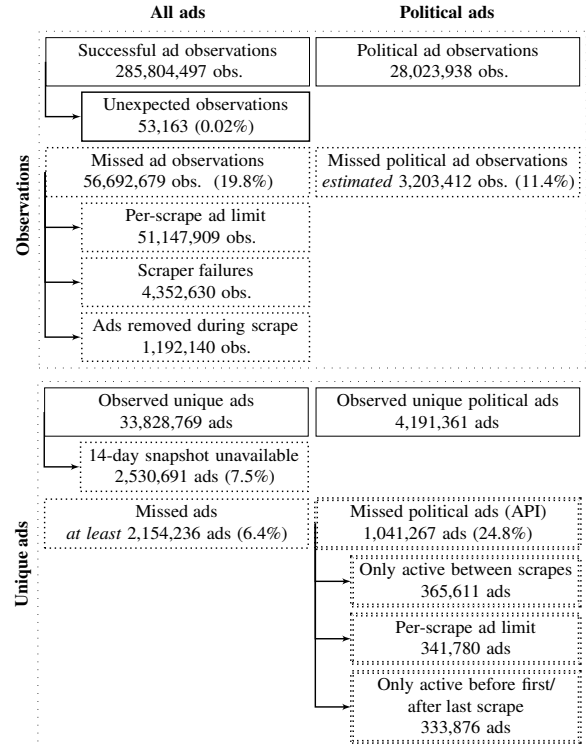 All ads
Political ads
Observations
Successful ad observations
285,804,497 obs.
Political ad observations
28,023,938 obs.
Unexpected observations
53,163 (0.02%)
Missed ad observations
56,692,679 obs. (19.8%)
Missed political ad observations
estimated 3,203,412 obs. (11.4%)
Per-scrape ad limit
51,147,909 obs.
Scraper failures
4,352,630 obs.
Ads removed during scrape
1,192,140 obs.
Unique ads
Observed unique ads
33,828,769 ads
Observed unique political ads
4,191,361 ads
14-day snapshot unavailable
2,530,691 ads (7.5%)
Missed ads
at least 2,154,236 ads (6.4%)
Missed political ads (API)
1,041,267 ads (24.8%)
Only active between scrapes
365,611 ads
Per-scrape ad limit
341,780 ads
Only active before first/
after last scrape
333,876 ads